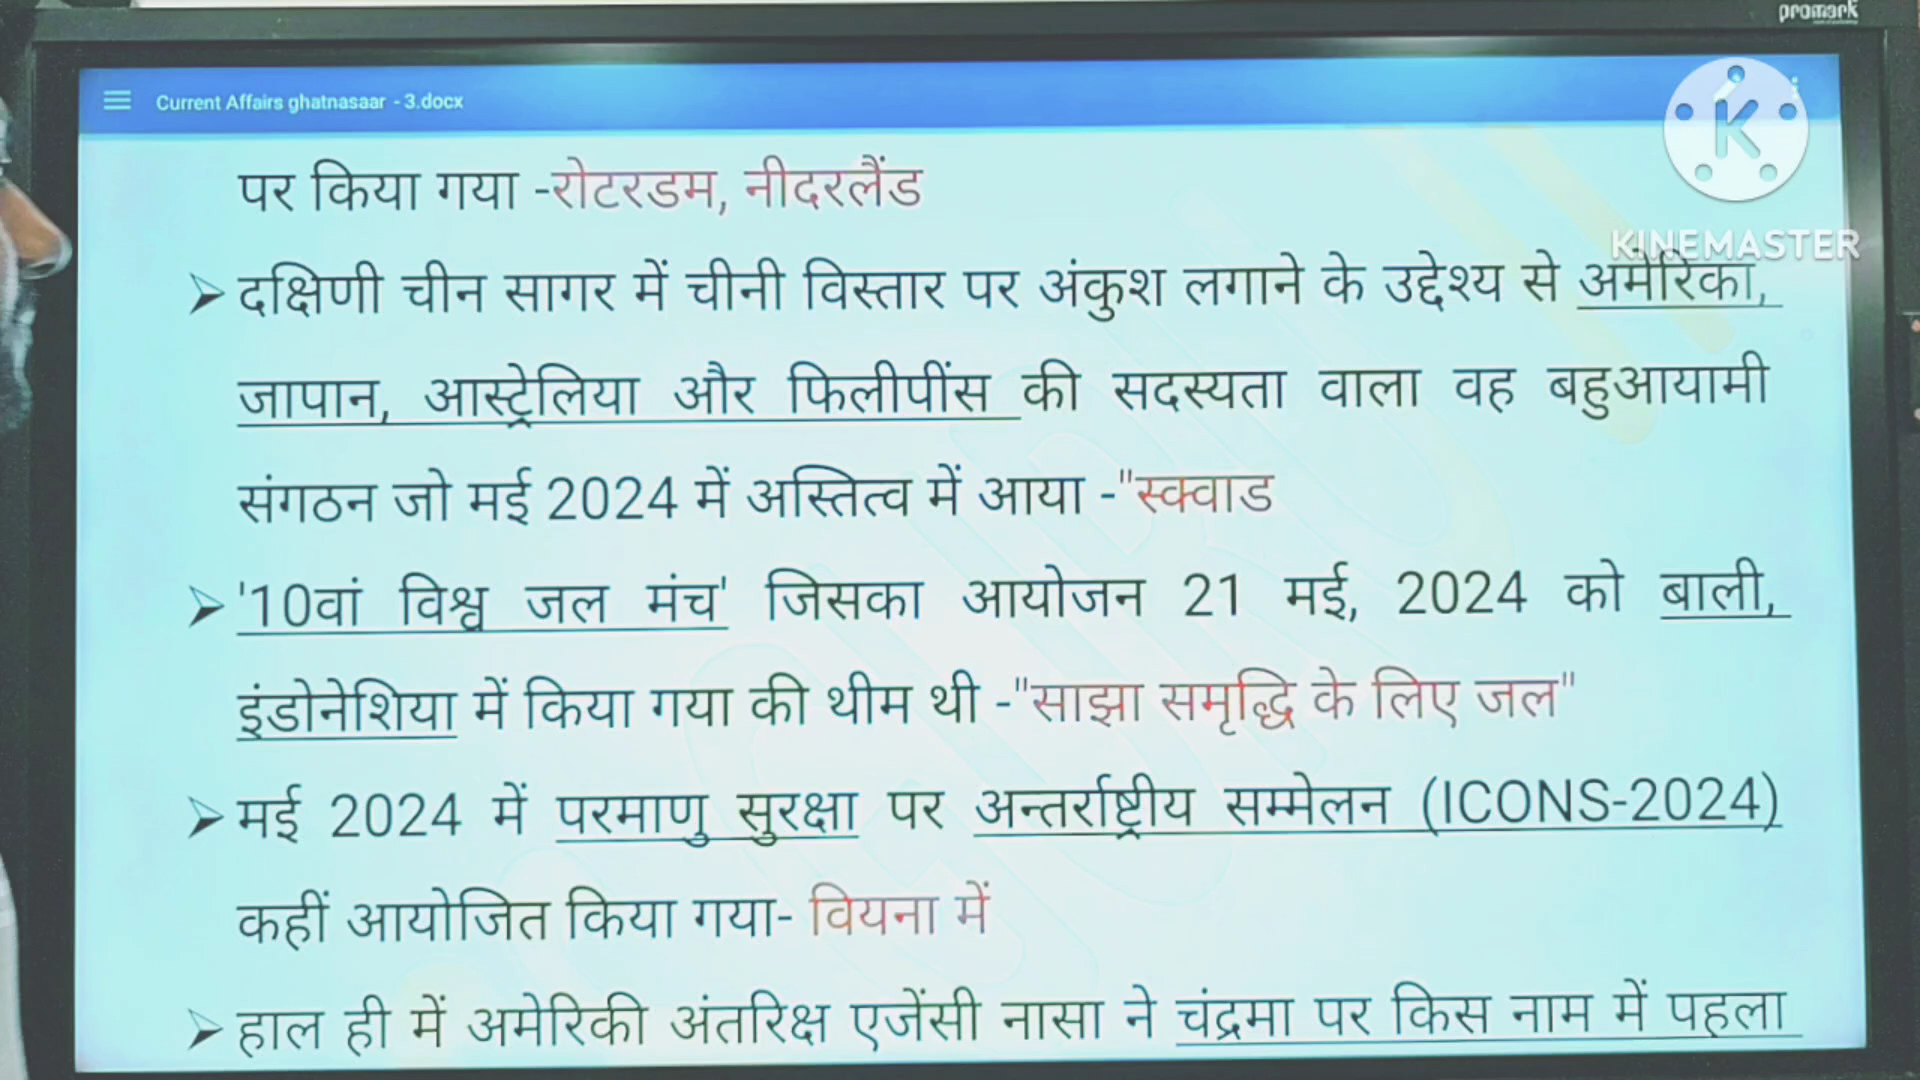 promark
Current Affairs ghatnasaar - 3.docx
KINEMASTER
पर किया गया -रोटरडम, नीदरलैंड
➢ दक्षिणी चीन सागर में चीनी विस्तार पर अंकुश लगाने के उद्देश्य से अमेरिका,
जापान, आस्ट्रेलिया और फिलीपींस की सदस्यता वाला वह बहुआयामी
संगठन जो मई 2024 में अस्तित्व में आया -"स्क्वाड
➢ '10वां विश्व जल मंच' जिसका आयोजन 21 मई, 2024 को बाली,
इंडोनेशिया में किया गया की थीम थी -"साझा समृद्धि के लिए जल"
➢ मई 2024 में परमाणु सुरक्षा पर अन्तर्राष्ट्रीय सम्मेलन (ICONS-2024)
कहीं आयोजित किया गया- वियना में
➢ हाल ही में अमेरिकी अंतरिक्ष एजेंसी नासा ने चंद्रमा पर किस नाम में पहला